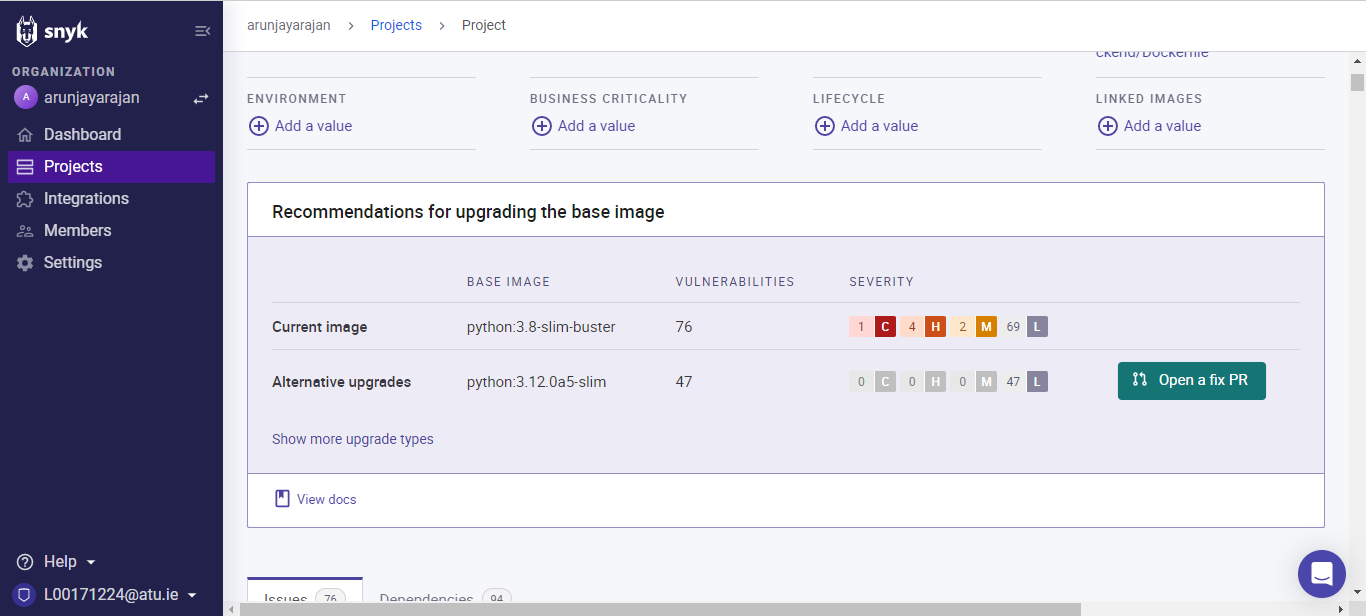 snyk
ORGANIZATION
A arunjayarajan
Dashboard
Projects
Integrations
Members
Settings
Help
L00171224@atu.ie
arunjayarajan > Projects > Project
ckend/Dockerfile
ENVIRONMENT BUSINESS CRITICALITY LIFECYCLE LINKED IMAGES
Add a value Add a value Add a value Add a value
Recommendations for upgrading the base image
BASE IMAGE VULNERABILITIES SEVERITY
Current image python:3.8-slim-buster 76 1 C 4 H 2 M 69 L
Alternative upgrades python:3.12.0a5-slim 47 0 C 0 H 0 M 47 L Open a fix PR
Show more upgrade types
View docs
Issues 76 Dependencies 94